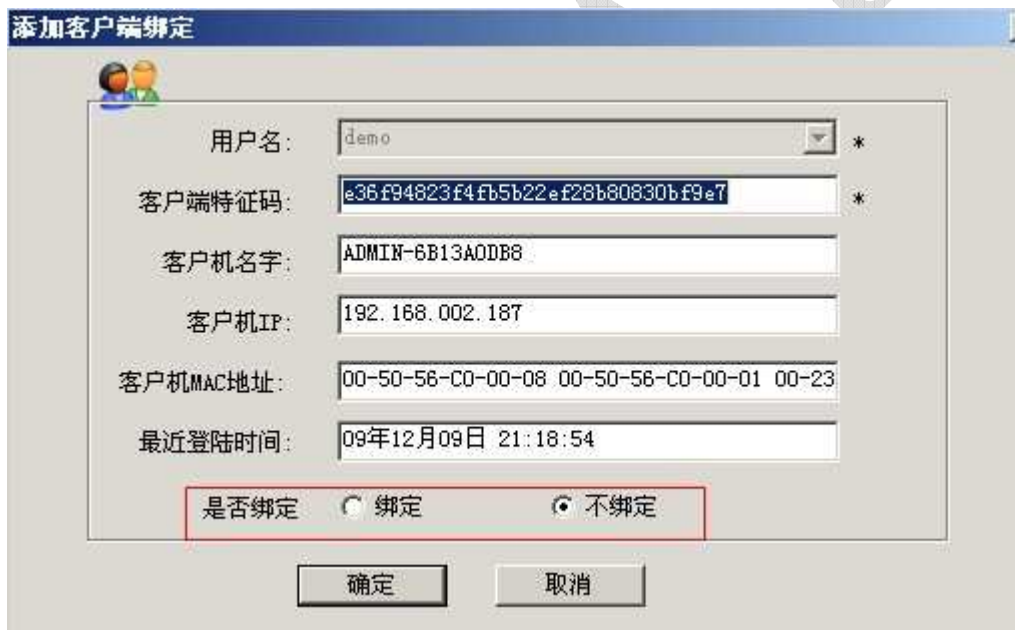 添加客户端绑定
用户名: demo *
客户端特征码: e36f94823f4fb5b22ef28b80830bf9e7 *
客户机名字: ADMIN-6B13A0DB8
客户机IP: 192.168.002.187
客户机MAC地址: 00-50-56-C0-00-08 00-50-56-C0-00-01 00-23
最近登陆时间: 09年12月09日 21:18:54
是否绑定 绑定 不绑定
确定 取消